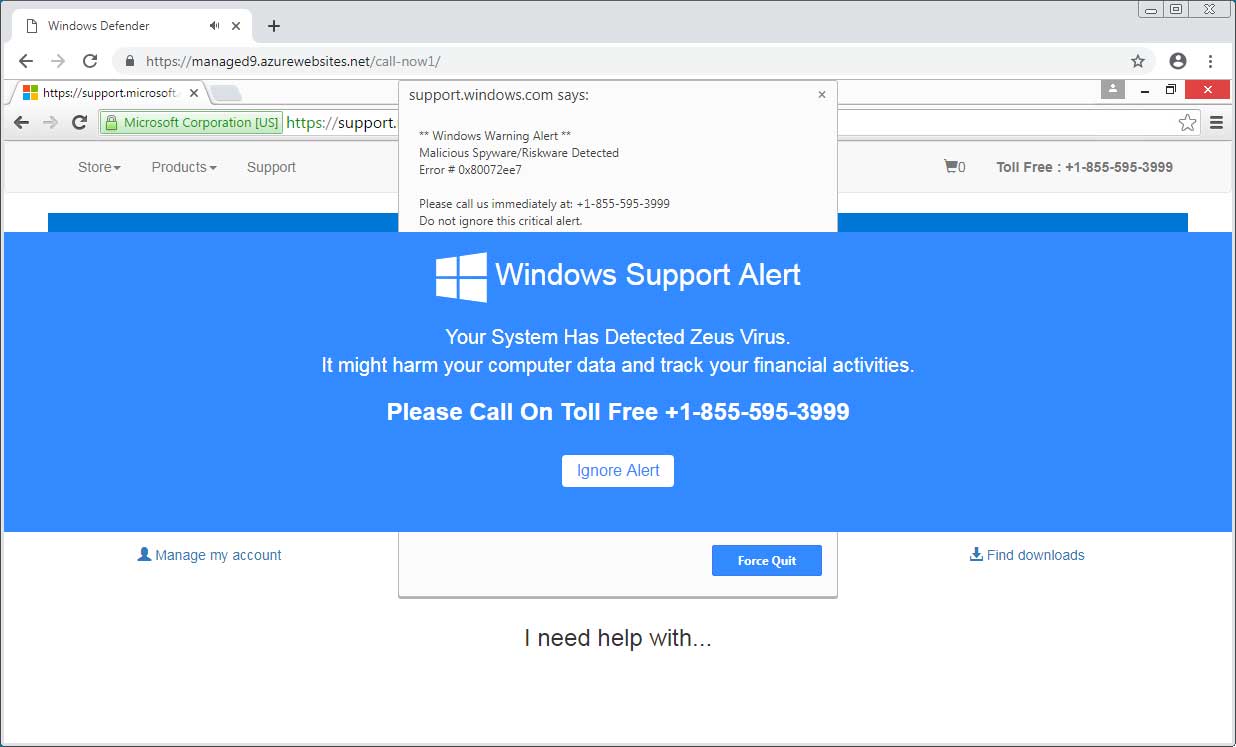 Windows Defender
https://managed9.azurewebsites.net/call-now1/
https://support.microsoft.
Microsoft Corporation [US] https://support.
support.windows.com says:
** Windows Warning Alert **
Malicious Spyware/Riskware Detected
Error # 0x80072ee7
Please call us immediately at: +1-855-595-3999
Do not ignore this critical alert.
Store Products Support
0 Toll Free : +1-855-595-3999
Windows Support Alert
Your System Has Detected Zeus Virus.
It might harm your computer data and track your financial activities.
Please Call On Toll Free +1-855-595-3999
Ignore Alert
Manage my account
Force Quit
Find downloads
I need help with...